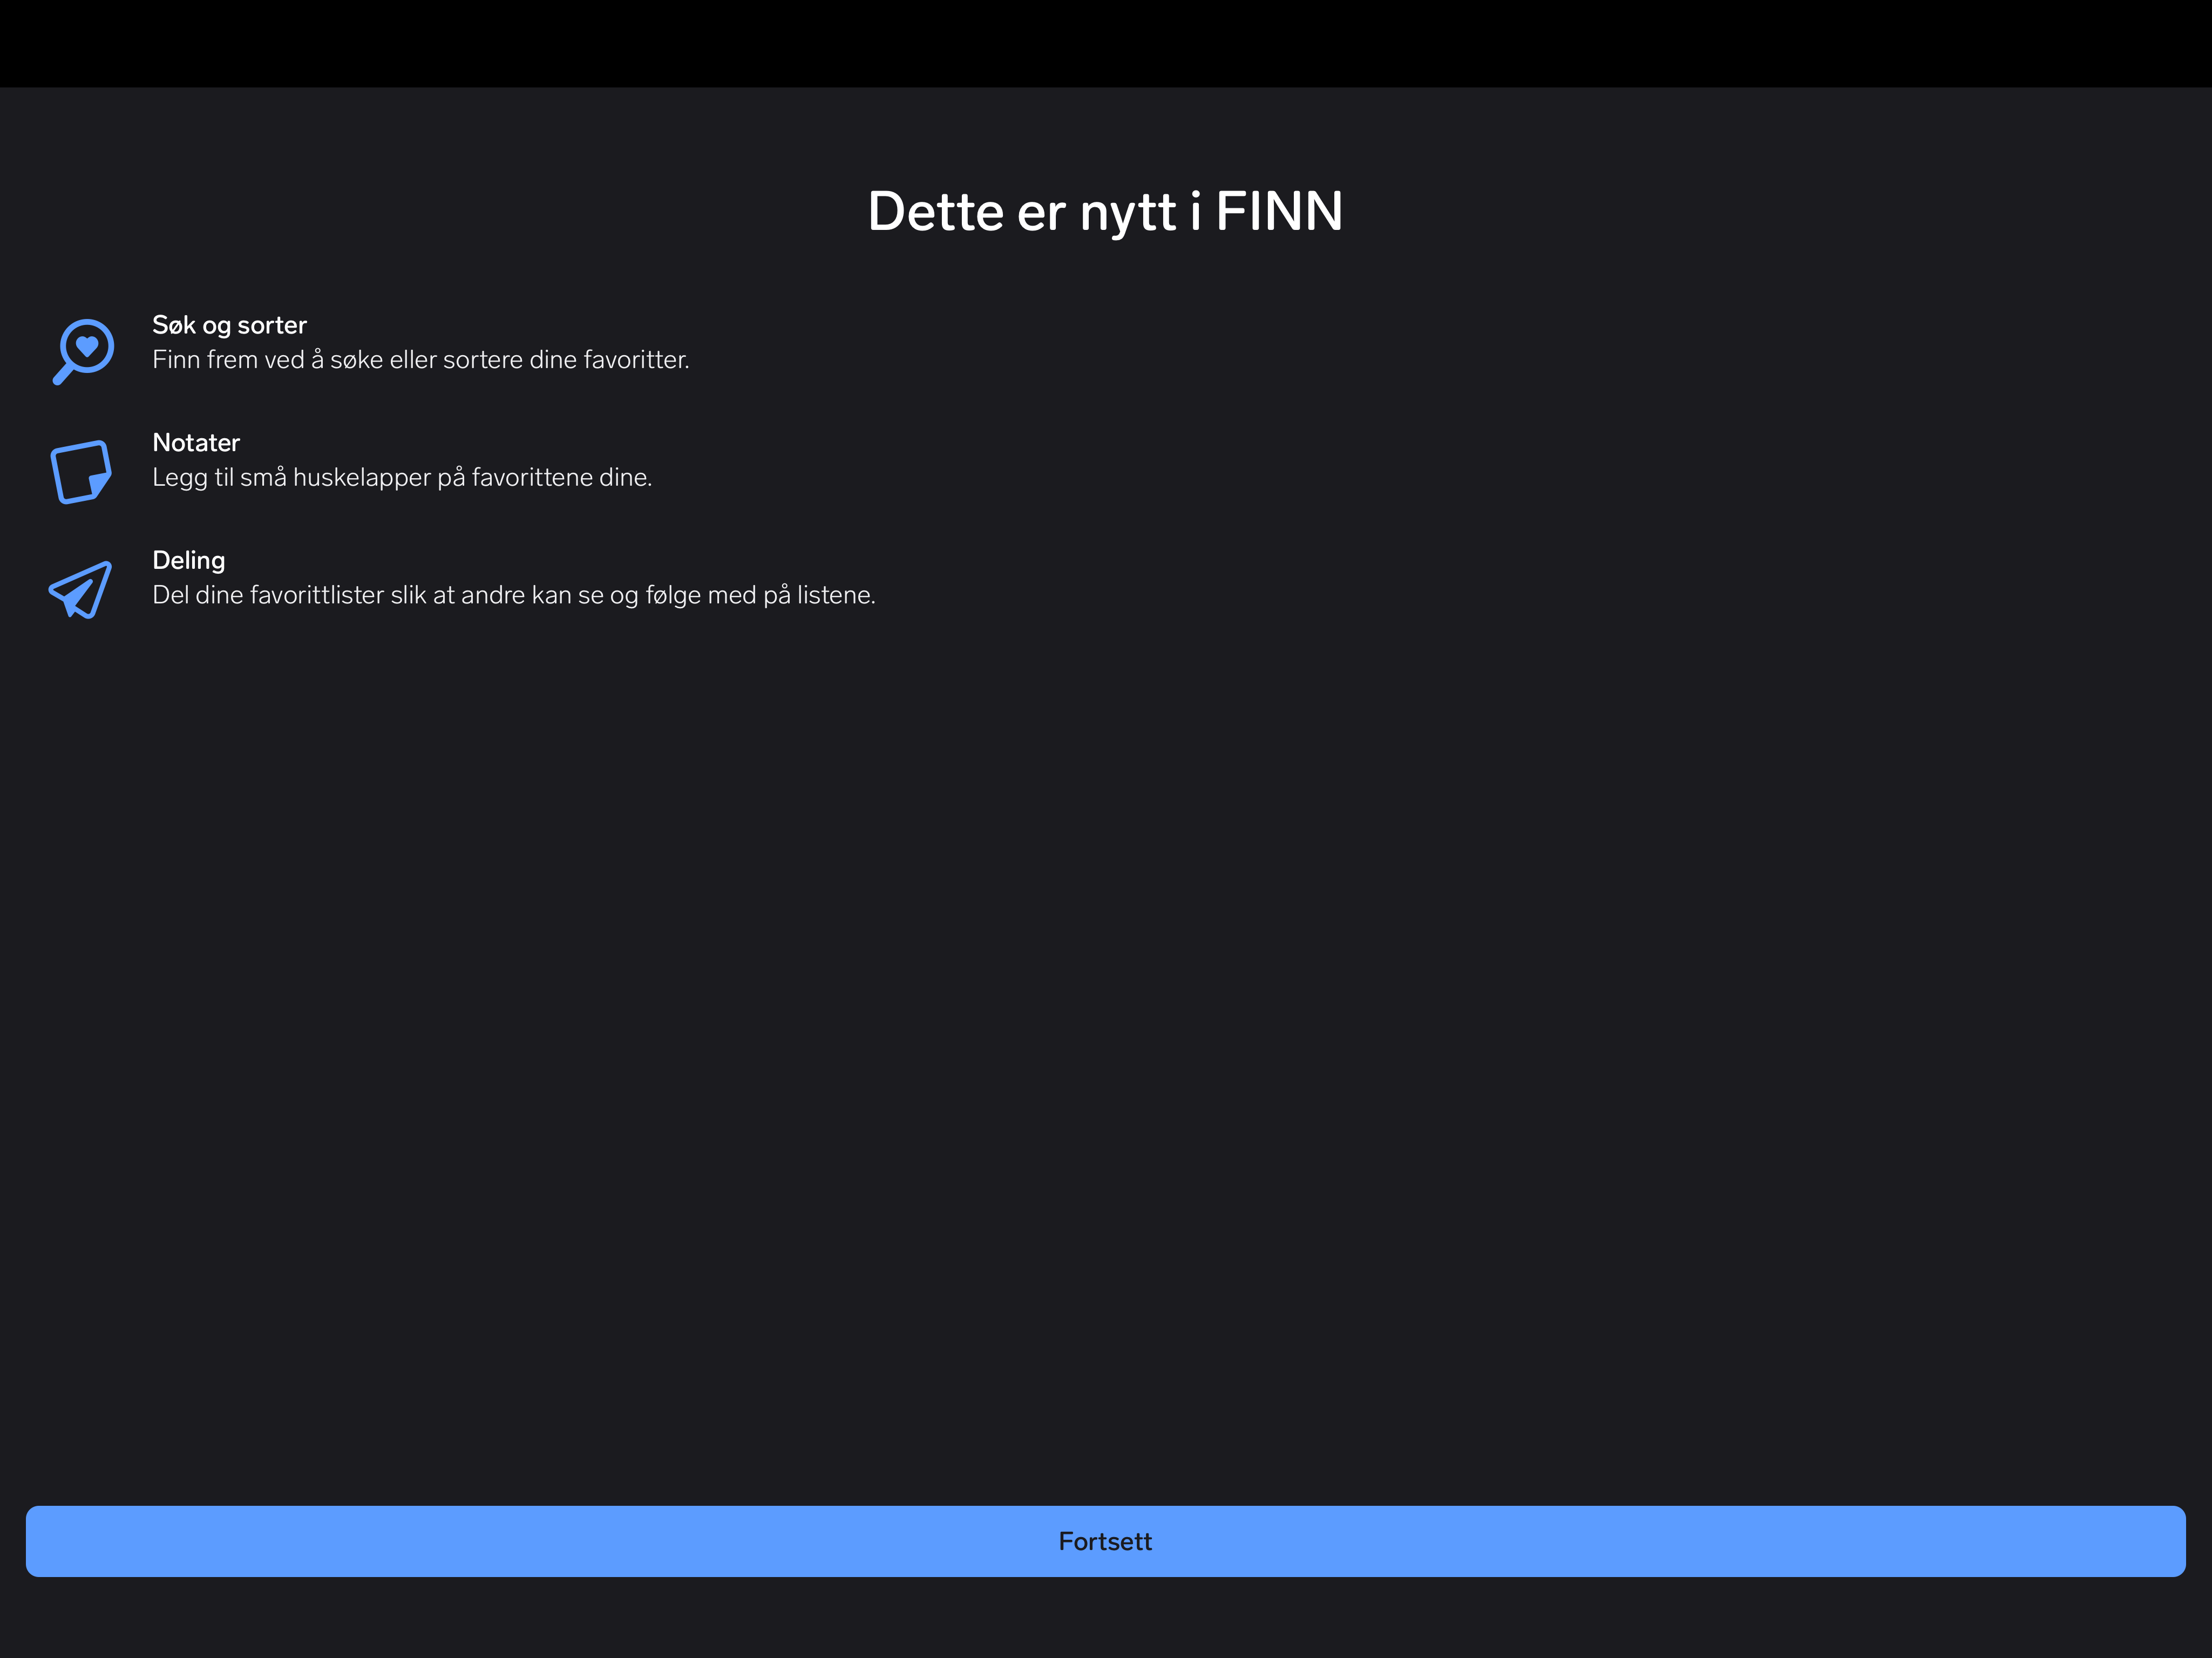 Dette er nytt i FINN
Søk og sorter
Finn frem ved å søke eller sortere dine favoritter.
Notater
Legg til små huskelapper på favorittene dine.
Deling
Del dine favorittlister slik at andre kan se og følge med på listene.
Fortsett